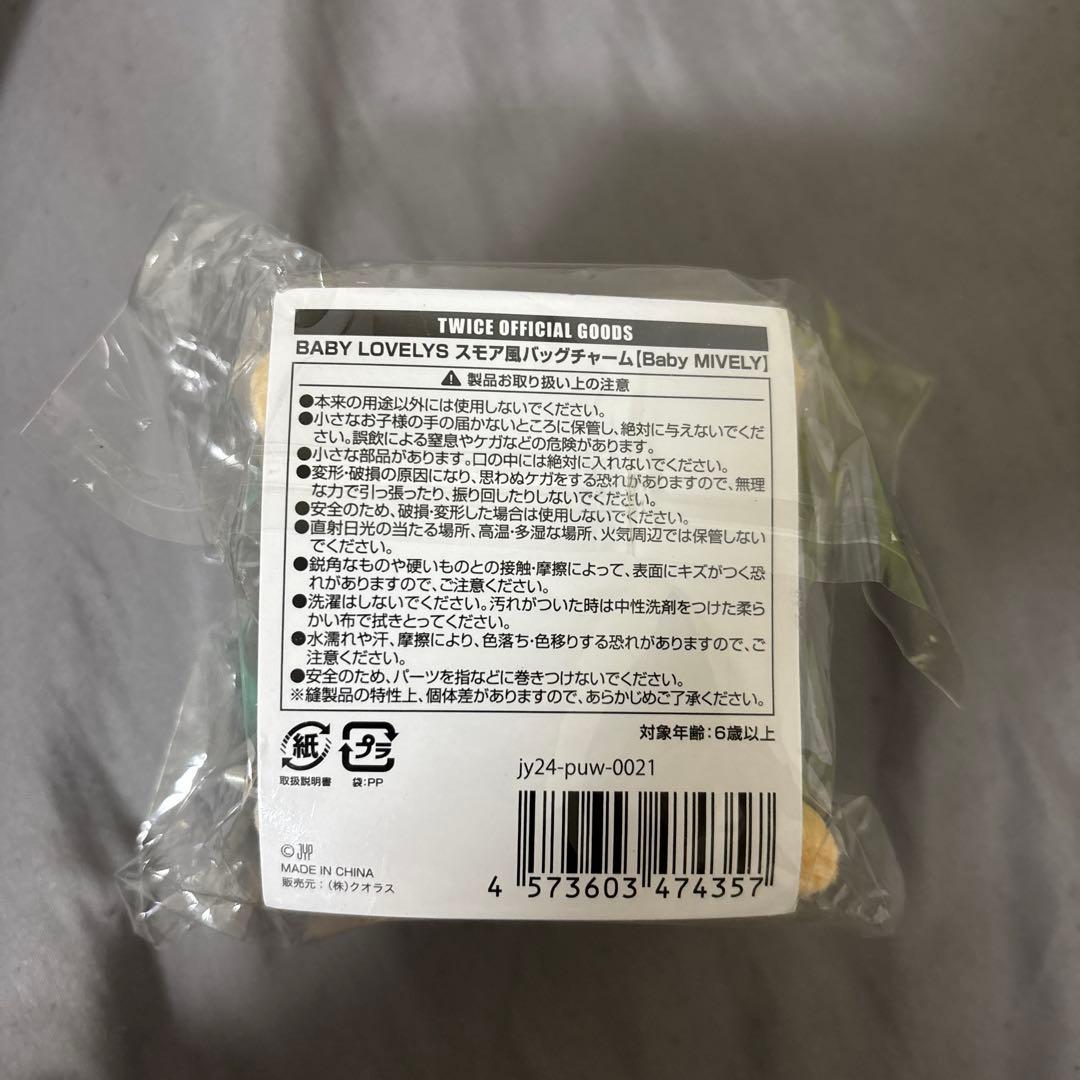 TWICE OFFICIAL GOODS
BABY LOVELYS スモア風バッグチャーム【Baby MIVELY】
⚠ 製品お取り扱い上の注意
●本来の用途以外には使用しないでください。
●小さなお子様の手の届かないところに保管し、絶対に与えないでくだ
さい。誤飲による窒息やケガなどの危険があります。
●小さな部品があります。口の中には絶対に入れないでください。
●変形・破損の原因になり、思わぬケガをする恐れがありますので、無理
な力で引っ張ったり、振り回したりしないでください。
●安全のため、破損・変形した場合は使用しないでください。
●直射日光の当たる場所、高温・多湿な場所、火気周辺では保管しない
でください。
●鋭角なものや硬いものとの接触・摩擦によって、表面にキズがつく恐
れがありますので、ご注意ください。
●洗濯はしないでください。汚れがついた時は中性洗剤をつけた柔ら
かい布で拭きとってください。
●水濡れや汗、摩擦により、色落ち・色移りする恐れがありますので、ご
注意ください。
●安全のため、パーツを指などに巻きつけないでください。
※縫製品の特性上、個体差がありますので、あらかじめご了承ください。
対象年齢：6歳以上
紙 プラ
取扱説明書 袋：PP
jy24-puw-0021
© JYP
MADE IN CHINA
販売元：（株）クオラス
4 573603 474357